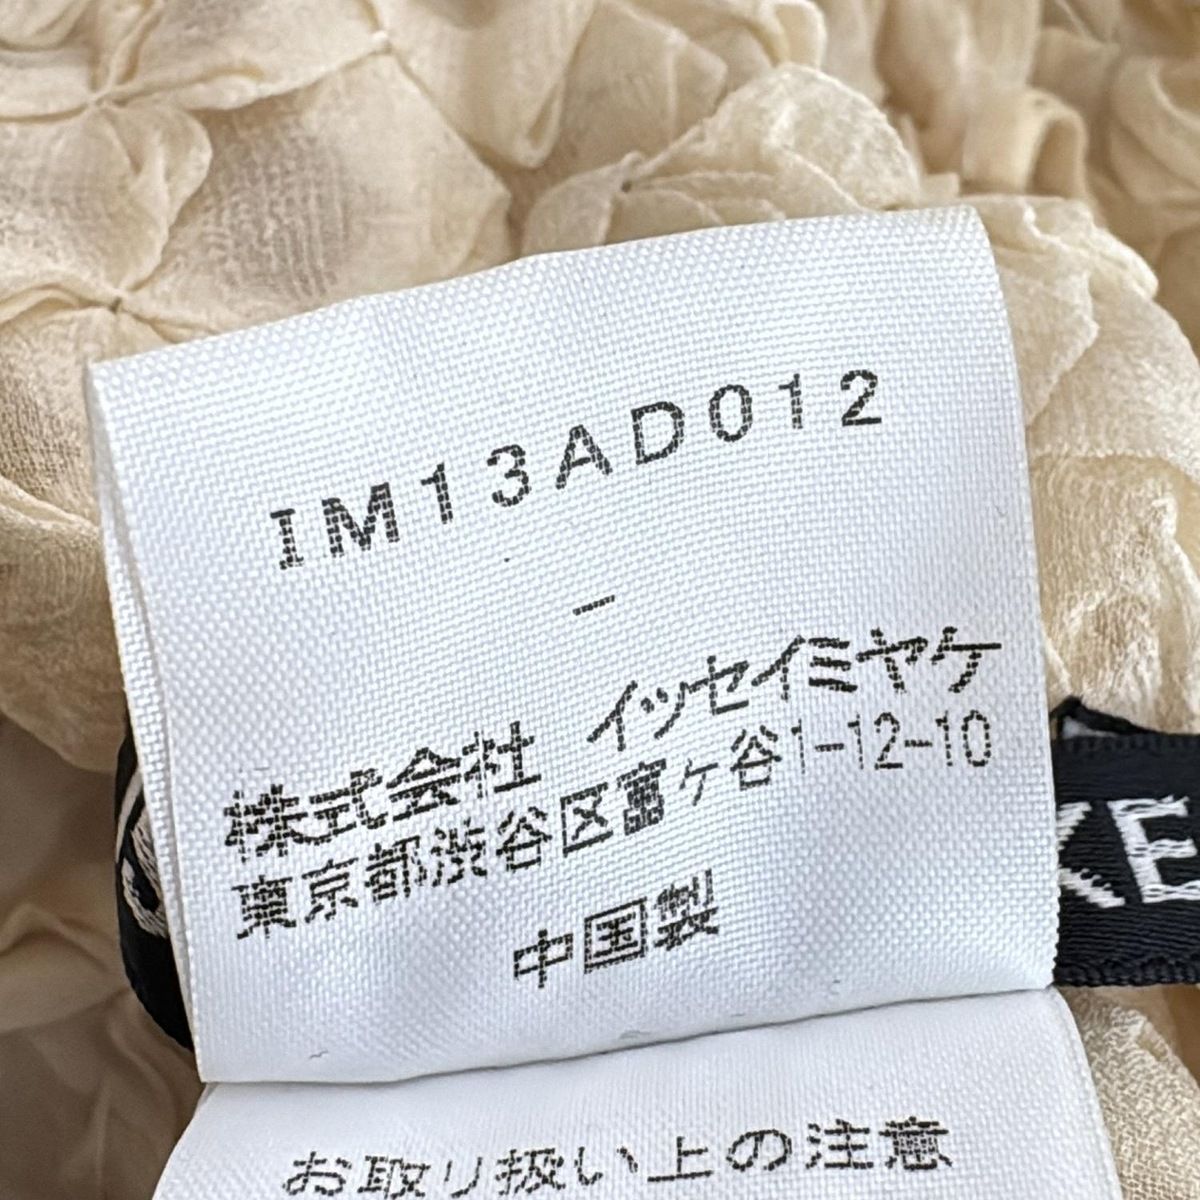 IM13AD012
-
株式会社 イッセイミヤケ
東京都渋谷区富ヶ谷1-12-10
中国製
KE
お取り扱い上の注意